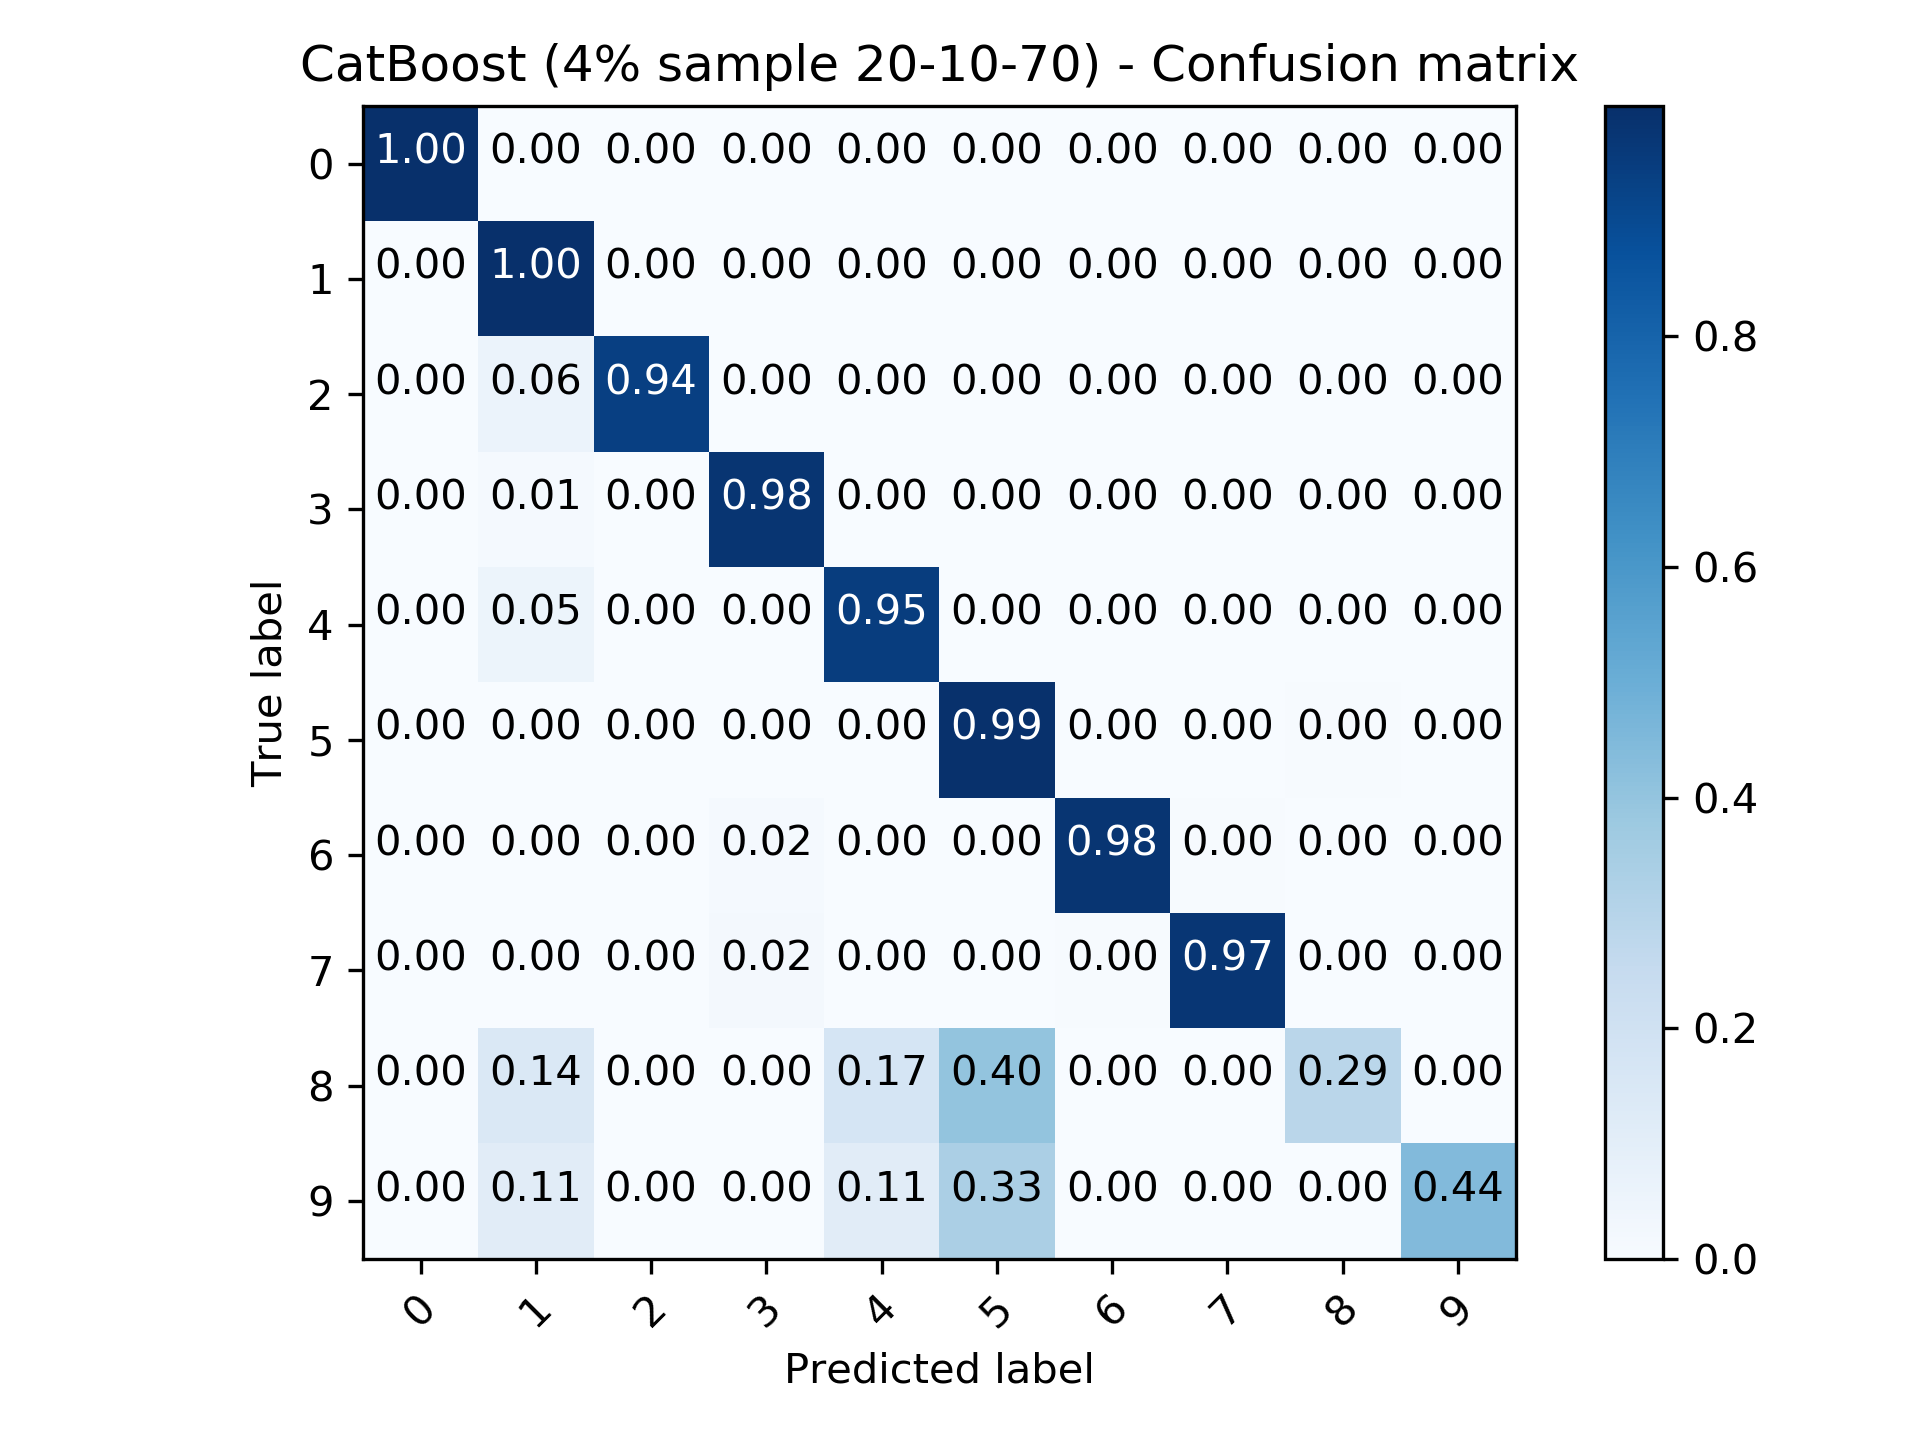 CatBoost (4% sample 20-10-70) - Confusion matrix
0 1.00 0.00 0.00 0.00 0.00 0.00 0.00 0.00 0.00 0.00
1 0.00 1.00 0.00 0.00 0.00 0.00 0.00 0.00 0.00 0.00
2 0.00 0.06 0.94 0.00 0.00 0.00 0.00 0.00 0.00 0.00
3 0.00 0.01 0.00 0.98 0.00 0.00 0.00 0.00 0.00 0.00
4 0.00 0.05 0.00 0.00 0.95 0.00 0.00 0.00 0.00 0.00
5 0.00 0.00 0.00 0.00 0.00 0.99 0.00 0.00 0.00 0.00
6 0.00 0.00 0.00 0.02 0.00 0.00 0.98 0.00 0.00 0.00
7 0.00 0.00 0.00 0.02 0.00 0.00 0.00 0.97 0.00 0.00
8 0.00 0.14 0.00 0.00 0.17 0.40 0.00 0.00 0.29 0.00
9 0.00 0.11 0.00 0.00 0.11 0.33 0.00 0.00 0.00 0.44
0 1 2 3 4 5 6 7 8 9
Predicted label
True label
0.8
0.6
0.4
0.2
0.0